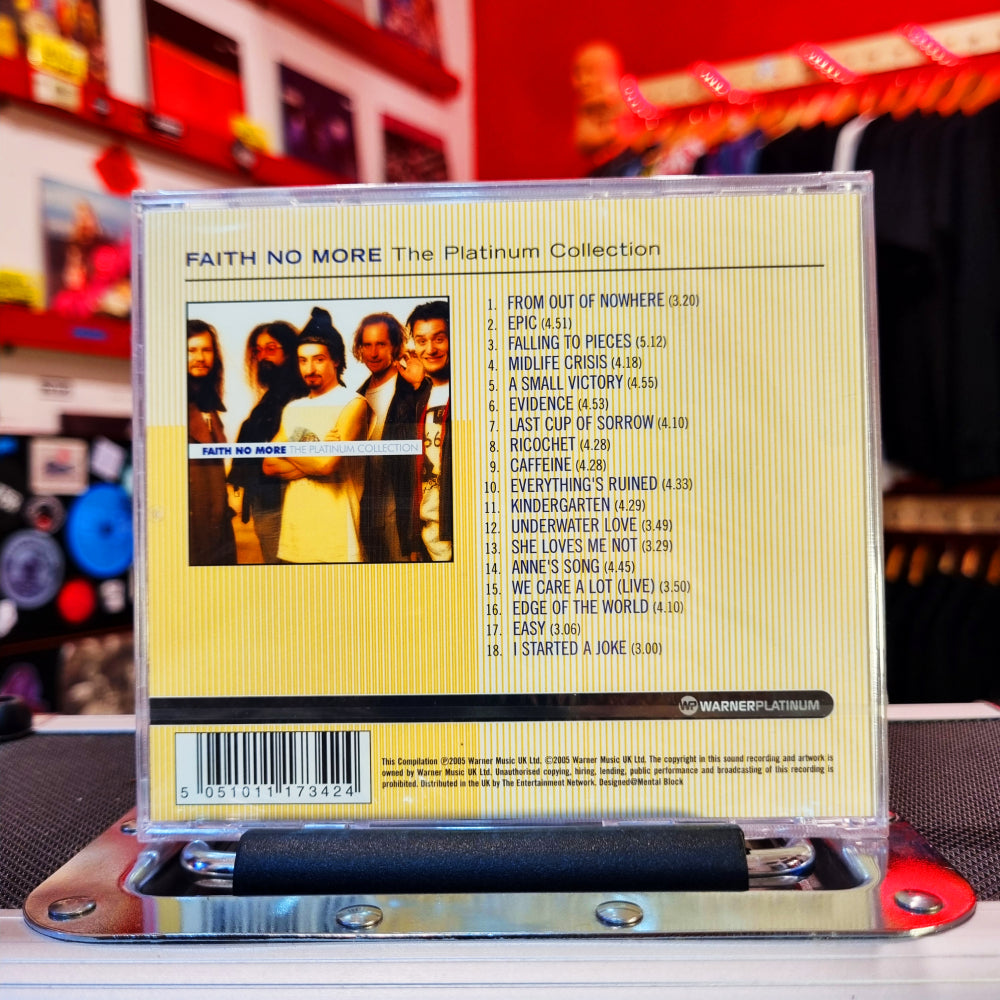 FAITH NO MORE The Platinum Collection
FAITH NO MORE THE PLATINUM COLLECTION
66
1. FROM OUT OF NOWHERE (3.20)
2. EPIC (4.51)
3. FALLING TO PIECES (5.12)
4. MIDLIFE CRISIS (4.18)
5. A SMALL VICTORY (4.55)
6. EVIDENCE (4.53)
7. LAST CUP OF SORROW (4.10)
8. RICOCHET (4.28)
9. CAFFEINE (4.28)
10. EVERYTHING'S RUINED (4.33)
11. KINDERGARTEN (4.29)
12. UNDERWATER LOVE (3.49)
13. SHE LOVES ME NOT (3.29)
14. ANNE'S SONG (4.45)
15. WE CARE A LOT (LIVE) (3.50)
16. EDGE OF THE WORLD (4.10)
17. EASY (3.06)
18. I STARTED A JOKE (3.00)
WP WARNERPLATINUM
5 051011 173424
This Compilation ℗2005 Warner Music UK Ltd. ©2005 Warner Music UK Ltd. The copyright in this sound recording and artwork is
owned by Warner Music UK Ltd. Unauthorised copying, hiring, lending, public performance and broadcasting of this recording is
prohibited. Distributed in the UK by The Entertainment Network. Designed@Mental Block